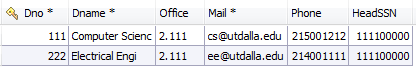 Dno * Dname * Office Mail * Phone HeadSSN
111 Computer Scienc 2.111 cs@utdalla.edu 215001212 111100000
222 Electrical Engi 2.111 ee@utdalla.edu 214001111 111100000